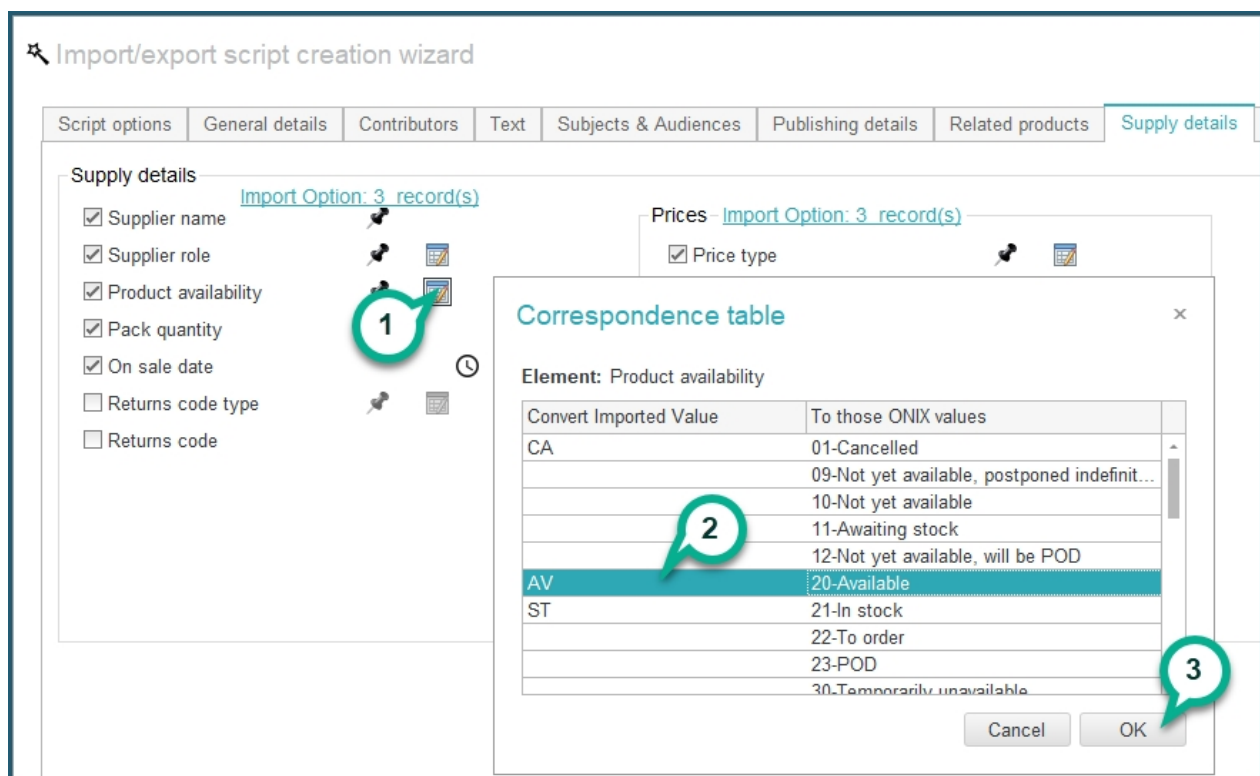 Import/export script creation wizard
Script options General details Contributors Text Subjects & Audiences Publishing details Related products Supply details
Supply details
Import Option: 3 record(s)
Supplier name
Supplier role
Product availability
Pack quantity
On sale date
Returns code type
Returns code
Prices Import Option: 3 record(s)
Price type
1
Correspondence table ×
Element: Product availability
Convert Imported Value To those ONIX values
CA 01-Cancelled
09-Not yet available, postponed indefinit...
10-Not yet available
11-Awaiting stock
12-Not yet available, will be POD
2
AV 20-Available
ST 21-In stock
22-To order
23-POD
30-Temporarily unavailable
3
Cancel OK